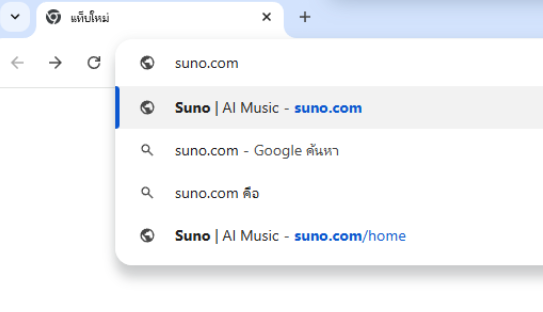 แท็บใหม่
suno.com
Suno | AI Music - suno.com
suno.com - Google ค้นหา
suno.com คือ
Suno | AI Music - suno.com/home